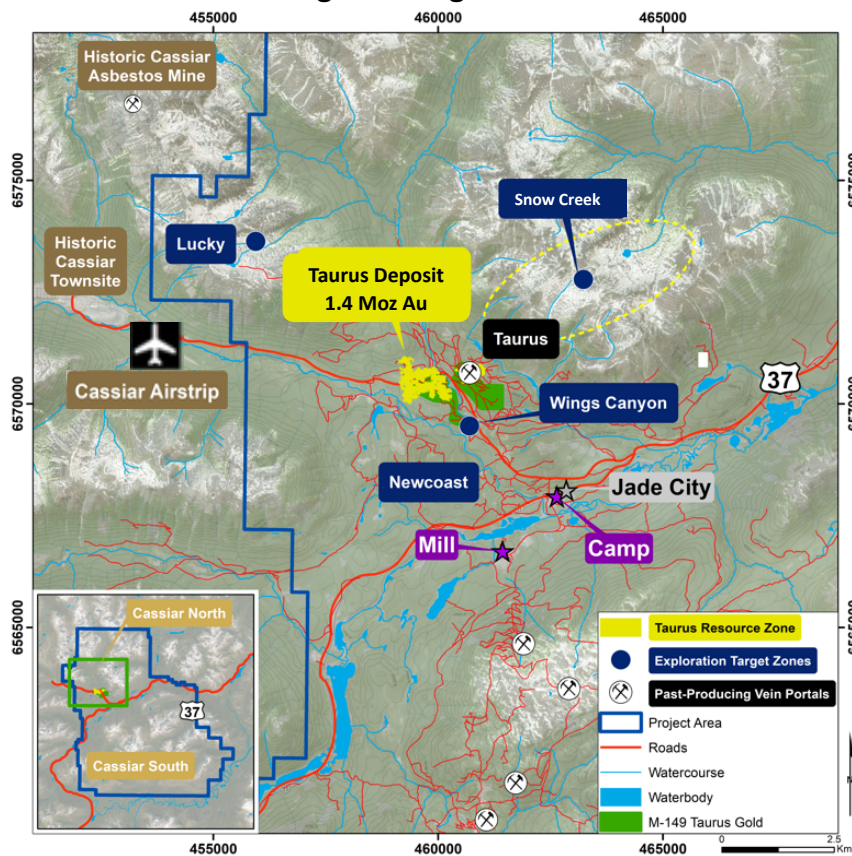 455000
460000
465000
Historic Cassiar
Asbestos Mine
6575000
6575000
Snow Creek
Lucky
Historic
Cassiar
Townsite
Taurus Deposit
1.4 Moz Au
Taurus
37
Cassiar Airstrip
Wings Canyon
6570000
6570000
Newcoast
Jade City
Mill
Camp
Cassiar North
37
Cassiar South
6565000
6565000
Taurus Resource Zone
Exploration Target Zones
Past-Producing Vein Portals
Project Area
Roads
Watercourse
Waterbody
M-149 Taurus Gold
455000
460000
465000
0
2.5
Km